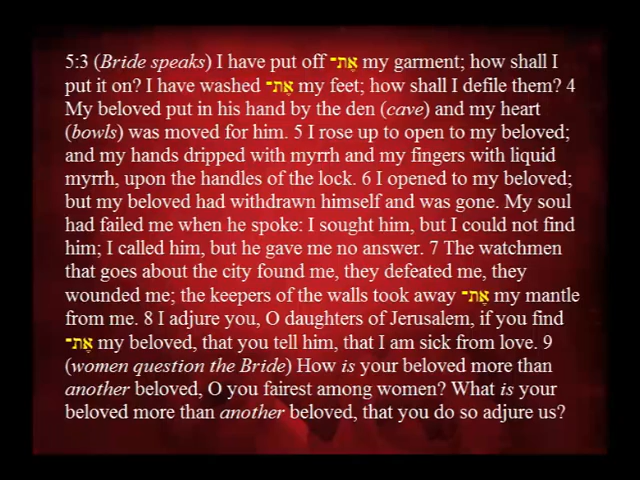 5:3 (Bride speaks) I have put off אֶת־ my garment; how shall I
put it on? I have washed אֶת־ my feet; how shall I defile them? 4
My beloved put in his hand by the den (cave) and my heart
(bowls) was moved for him. 5 I rose up to open to my beloved;
and my hands dripped with myrrh and my fingers with liquid
myrrh, upon the handles of the lock. 6 I opened to my beloved;
but my beloved had withdrawn himself and was gone. My soul
had failed me when he spoke: I sought him, but I could not find
him; I called him, but he gave me no answer. 7 The watchmen
that goes about the city found me, they defeated me, they
wounded me; the keepers of the walls took away אֶת־ my mantle
from me. 8 I adjure you, O daughters of Jerusalem, if you find
אֶת־ my beloved, that you tell him, that I am sick from love. 9
(women question the Bride) How is your beloved more than
another beloved, O you fairest among women? What is your
beloved more than another beloved, that you do so adjure us?